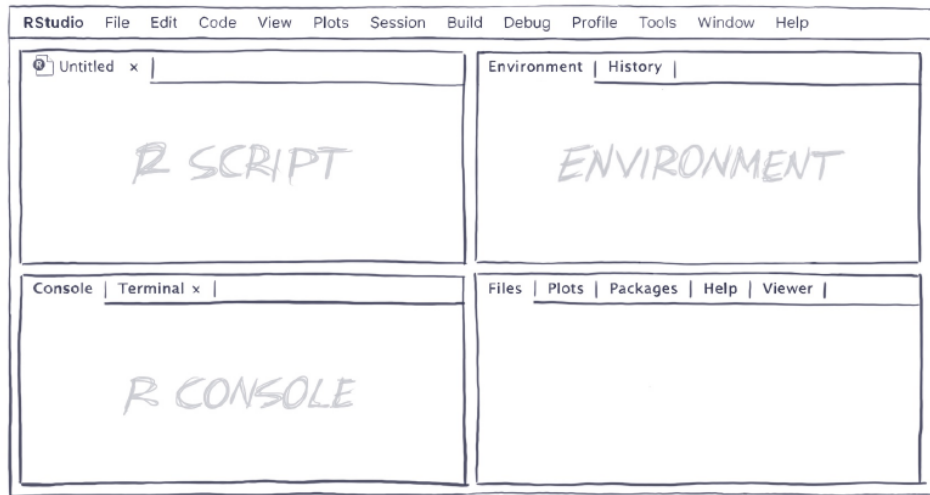 RStudio File Edit Code View Plots Session Build Debug Profile Tools Window Help
R Untitled x
R SCRIPT
Environment | History |
ENVIRONMENT
Console | Terminal x |
R CONSOLE
Files | Plots | Packages | Help | Viewer |